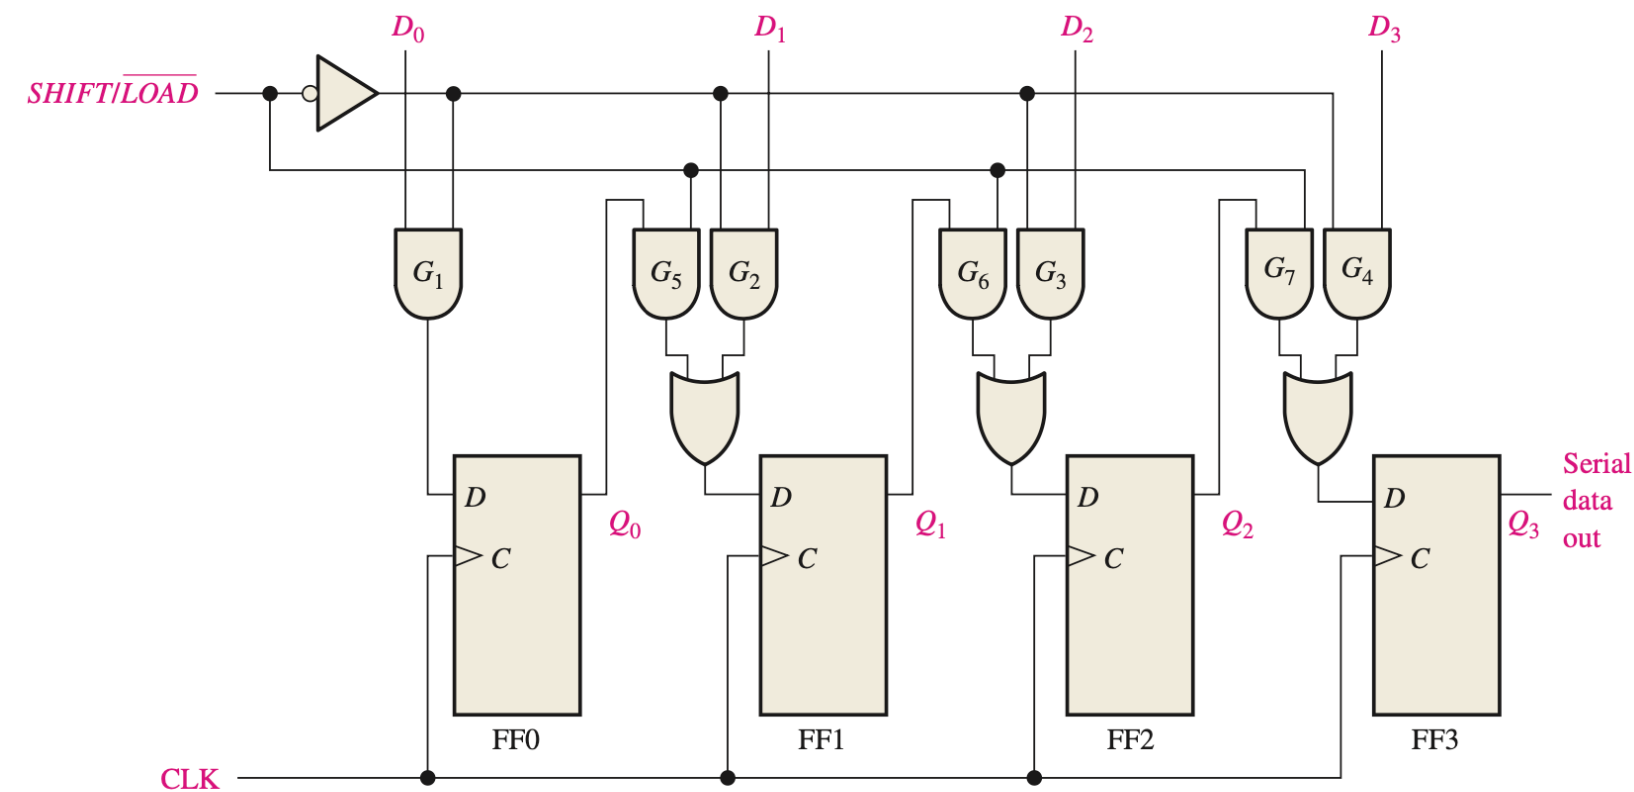 D₀ D₁ D₂ D₃
SHIFT/L̅O̅A̅D̅
G₁ G₅ G₂ G₆ G₃ G₇ G₄
D D D D
Serial
data
out
Q₀ Q₁ Q₂ Q₃
C C C C
FF0 FF1 FF2 FF3
CLK